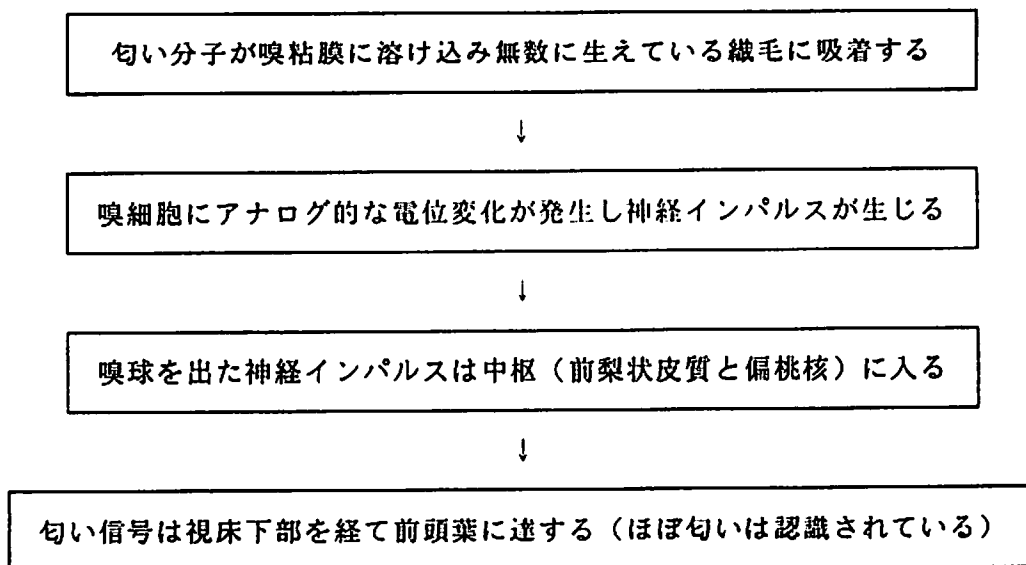 匂い分子が嗅粘膜に溶け込み無数に生えている繊毛に吸着する
↓
嗅細胞にアナログ的な電位変化が発生し神経インパルスが生じる
↓
嗅球を出た神経インパルスは中枢（前梨状皮質と偏桃核）に入る
↓
匂い信号は視床下部を経て前頭葉に達する（ほぼ匂いは認識されている）